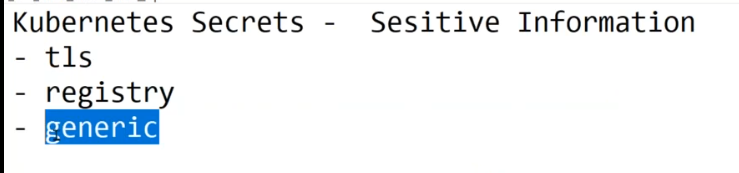 Kubernetes Secrets -  Sesitive Information
- tls
- registry
- generic